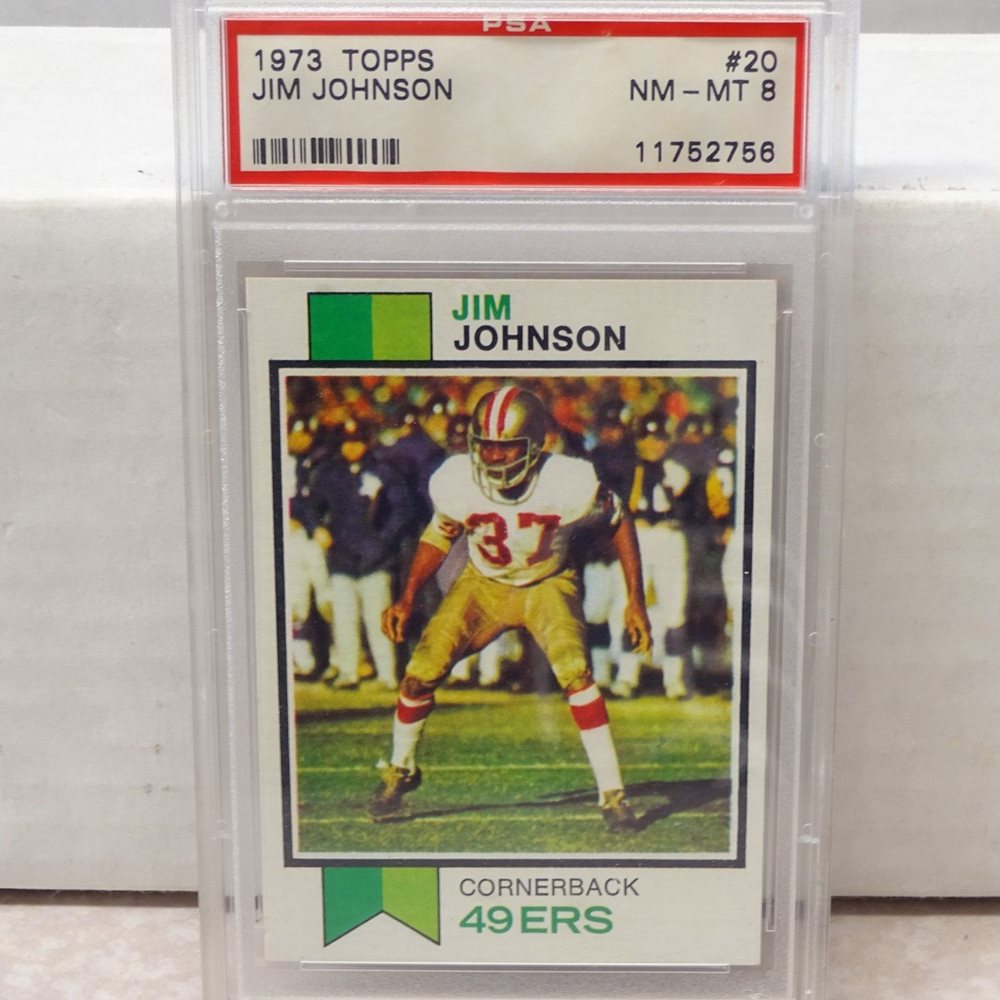 PSA
1973 TOPPS #20
JIM JOHNSON NM-MT 8
11752756
JIM
JOHNSON
37
CORNERBACK
49ERS